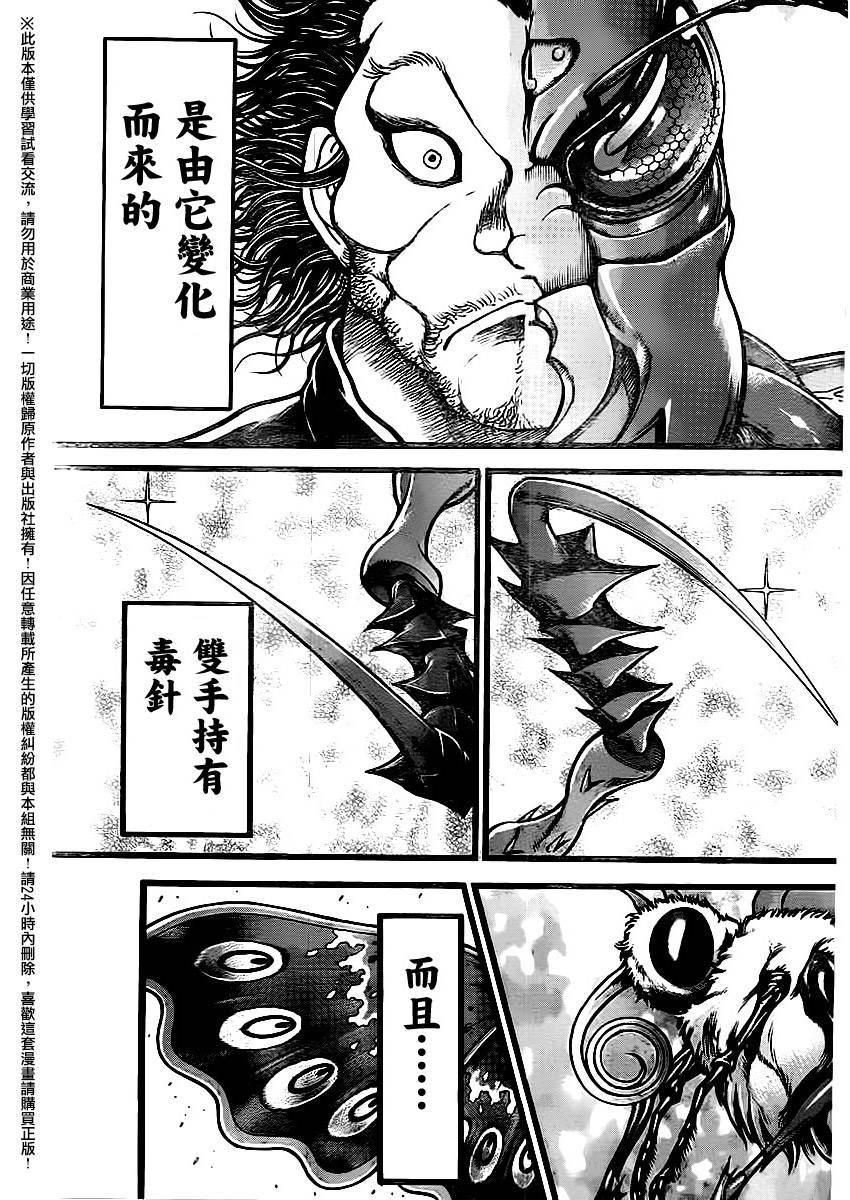 是由它變化
而來的
雙手持有
毒針
而且……
※此版本僅供學習試看交流，請勿用於商業用途！一切版權歸原作者與出版社擁有！因任意轉載所產生的版權糾紛都與本組無關！請24小時內刪除，喜歡這套漫畫請購買正版！